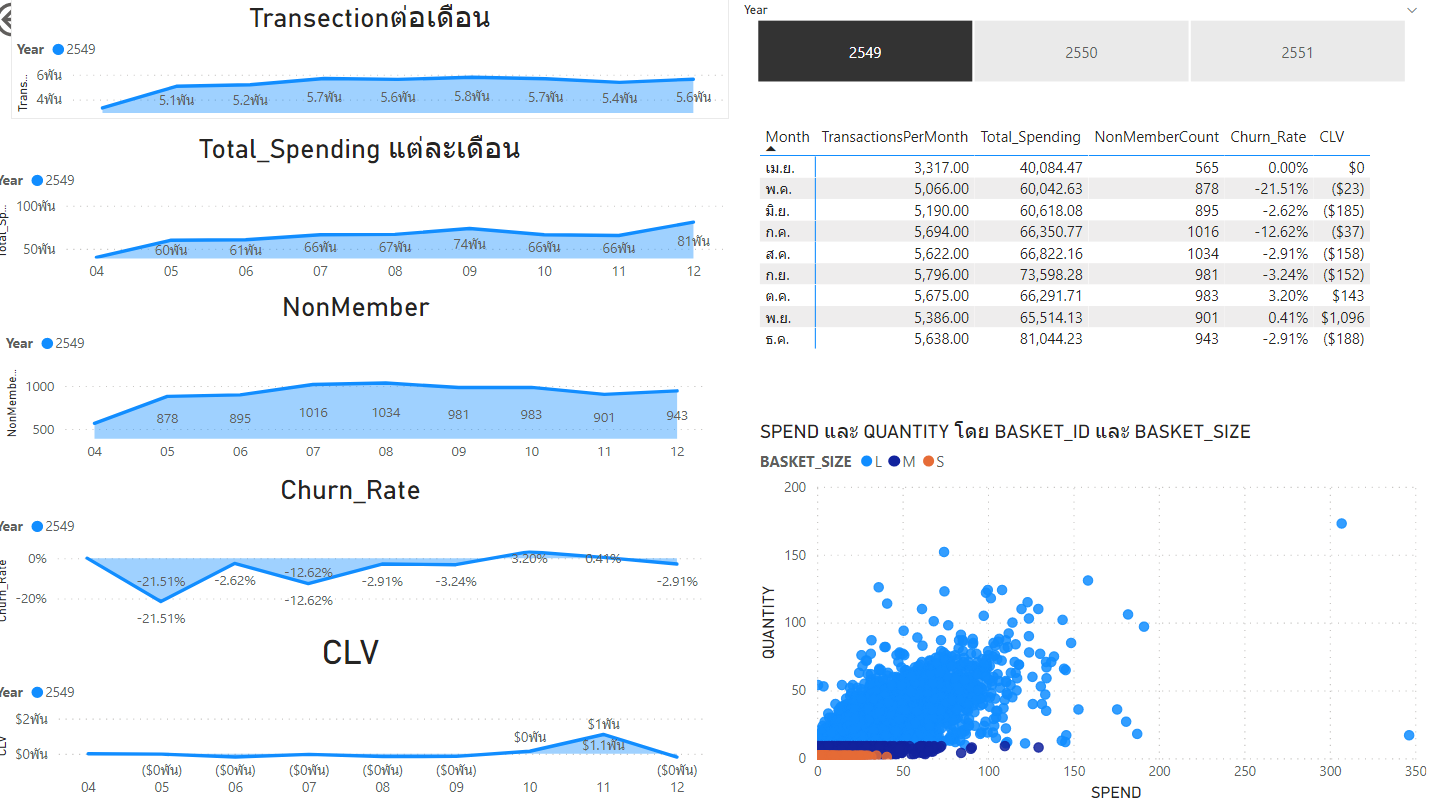 Transectionต่อเดือน
Year 2549
Trans...
6พัน
4พัน
5.1พัน 5.2พัน 5.7พัน 5.6พัน 5.8พัน 5.7พัน 5.4พัน 5.6พัน
Total_Spending แต่ละเดือน
Year 2549
Total_Sp...
100พัน
50พัน
60พัน 61พัน 66พัน 67พัน 74พัน 66พัน 66พัน 81พัน
04 05 06 07 08 09 10 11 12
NonMember
Year 2549
NonMembe...
1000
500
878 895 1016 1034 981 983 901 943
04 05 06 07 08 09 10 11 12
Churn_Rate
Year 2549
Churn_Rate
0%
-20%
-21.51% -2.62% -12.62% -2.91% -3.24% 3.20% 0.41% -2.91%
-21.51% -12.62%
CLV
Year 2549
CLV
$2พัน
$0พัน
$0พัน $1พัน
$1.1พัน
($0พัน) ($0พัน) ($0พัน) ($0พัน) ($0พัน) ($0พัน)
04 05 06 07 08 09 10 11 12
Year
2549 2550 2551
Month TransactionsPerMonth Total_Spending NonMemberCount Churn_Rate CLV
เม.ย. 3,317.00 40,084.47 565 0.00% $0
พ.ค. 5,066.00 60,042.63 878 -21.51% ($23)
มิ.ย. 5,190.00 60,618.08 895 -2.62% ($185)
ก.ค. 5,694.00 66,350.77 1016 -12.62% ($37)
ส.ค. 5,622.00 66,822.16 1034 -2.91% ($158)
ก.ย. 5,796.00 73,598.28 981 -3.24% ($152)
ต.ค. 5,675.00 66,291.71 983 3.20% $143
พ.ย. 5,386.00 65,514.13 901 0.41% $1,096
ธ.ค. 5,638.00 81,044.23 943 -2.91% ($188)
SPEND และ QUANTITY โดย BASKET_ID และ BASKET_SIZE
BASKET_SIZE L M S
QUANTITY
200
150
100
50
0
0 50 100 150 200 250 300 350
SPEND